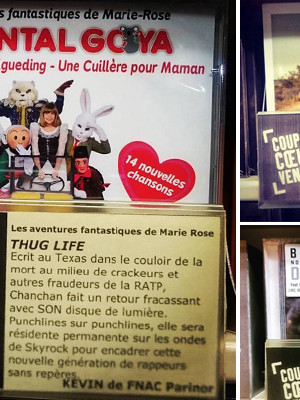 s fantastiques de Marie-Rose
NTAL GOYA
gueding - Une Cuillère pour Maman
14 nouvelles
chansons
Les aventures fantastiques de Marie Rose
THUG LIFE
Ecrit au Texas dans le couloir de la
mort au milieu de crackeurs et
autres fraudeurs de la RATP,
Chanchan fait un retour fracassant
avec SON disque de lumière.
Punchlines sur punchlines, elle sera
résidente permanente sur les ondes
de Skyrock pour encadrer cette
nouvelle génération de rappeurs
sans repères.
KEVIN de FNAC Parinor
COUP
CŒU
VEN
B
NO
COU
CŒ